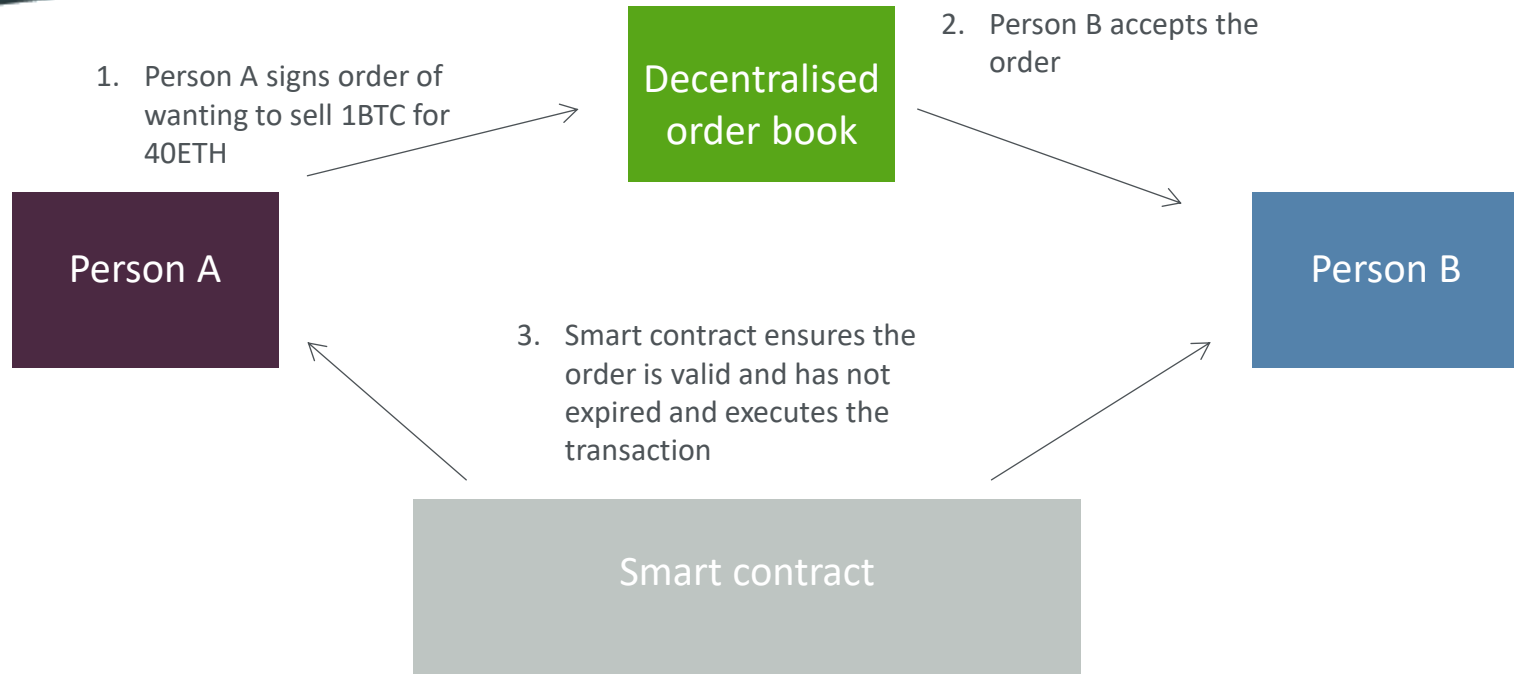 1. Person A signs order of
wanting to sell 1BTC for
40ETH
Decentralised
order book
2. Person B accepts the
order
Person A
Person B
3. Smart contract ensures the
order is valid and has not
expired and executes the
transaction
Smart contract